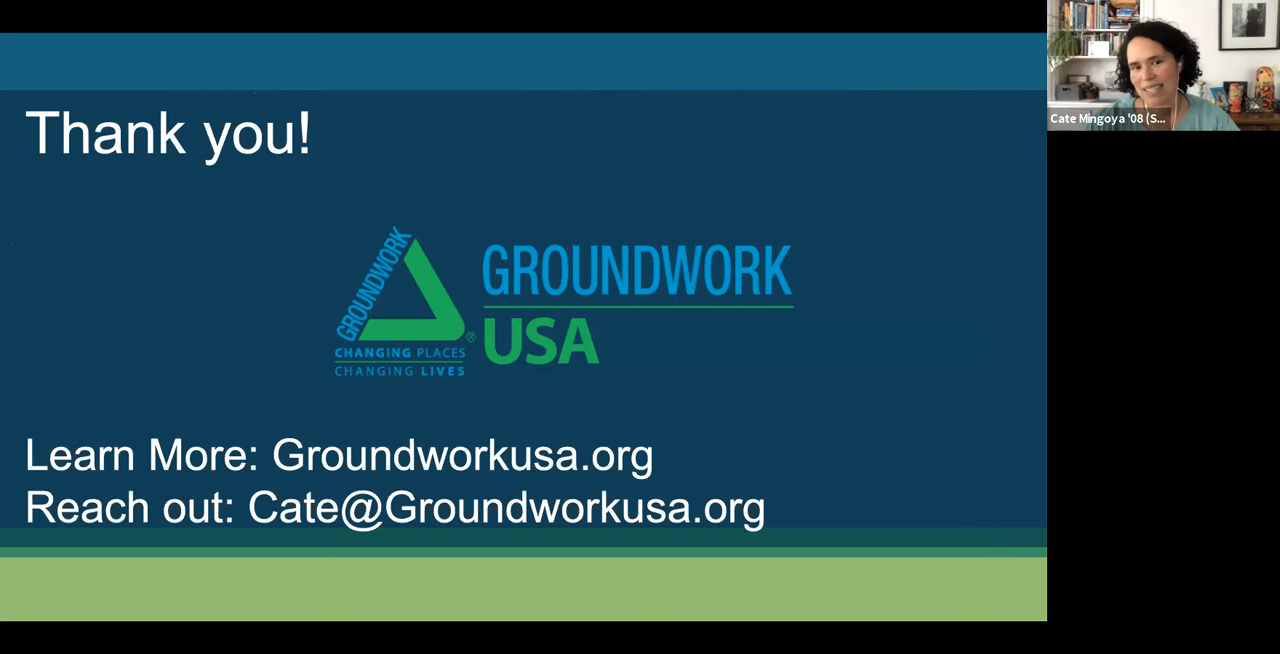 Thank you!
GROUNDWORK
CHANGING PLACES
CHANGING LIVES
GROUNDWORK
USA
Learn More: Groundworkusa.org
Reach out: Cate@Groundworkusa.org
Cate Mingoya '08 (S...